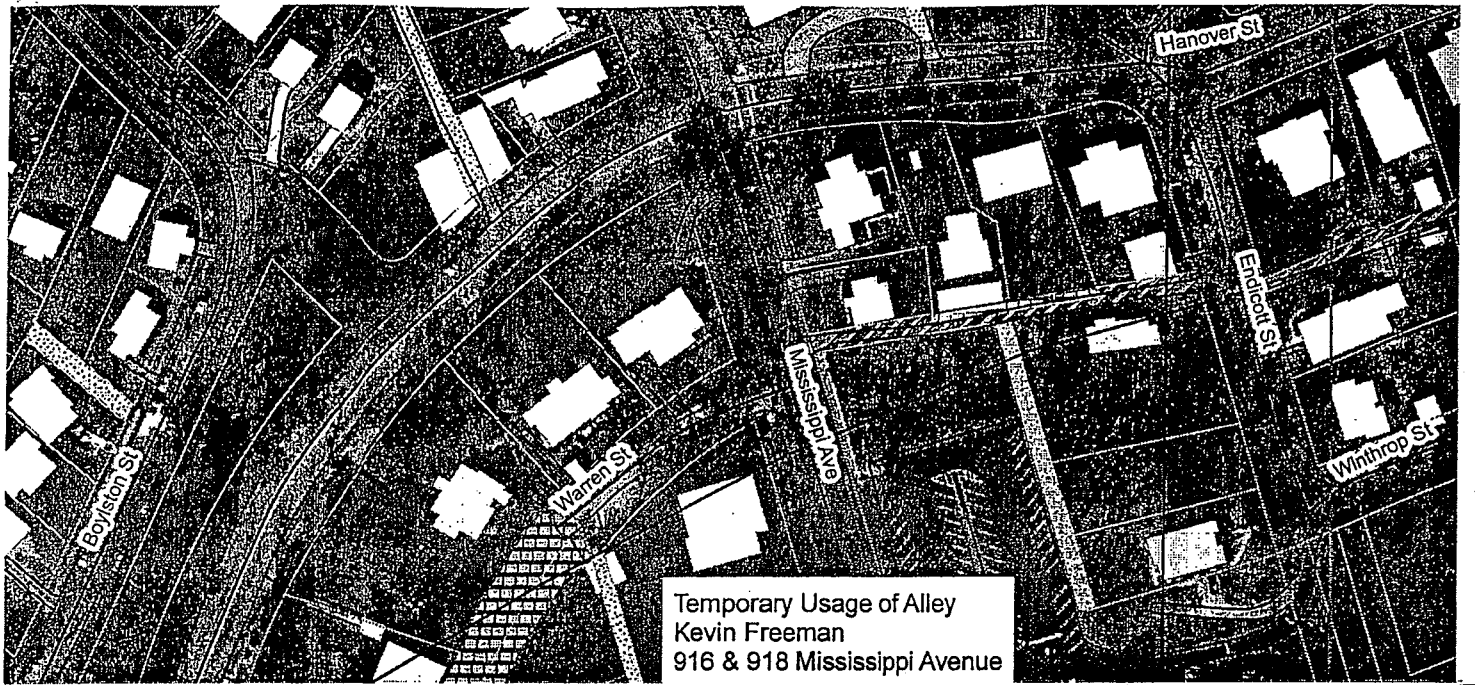 Hanover St
Endicott St
Mississippi Ave
Winthrop St
Warren St
Boylston St
Temporary Usage of Alley
Kevin Freeman
916 & 918 Mississippi Avenue